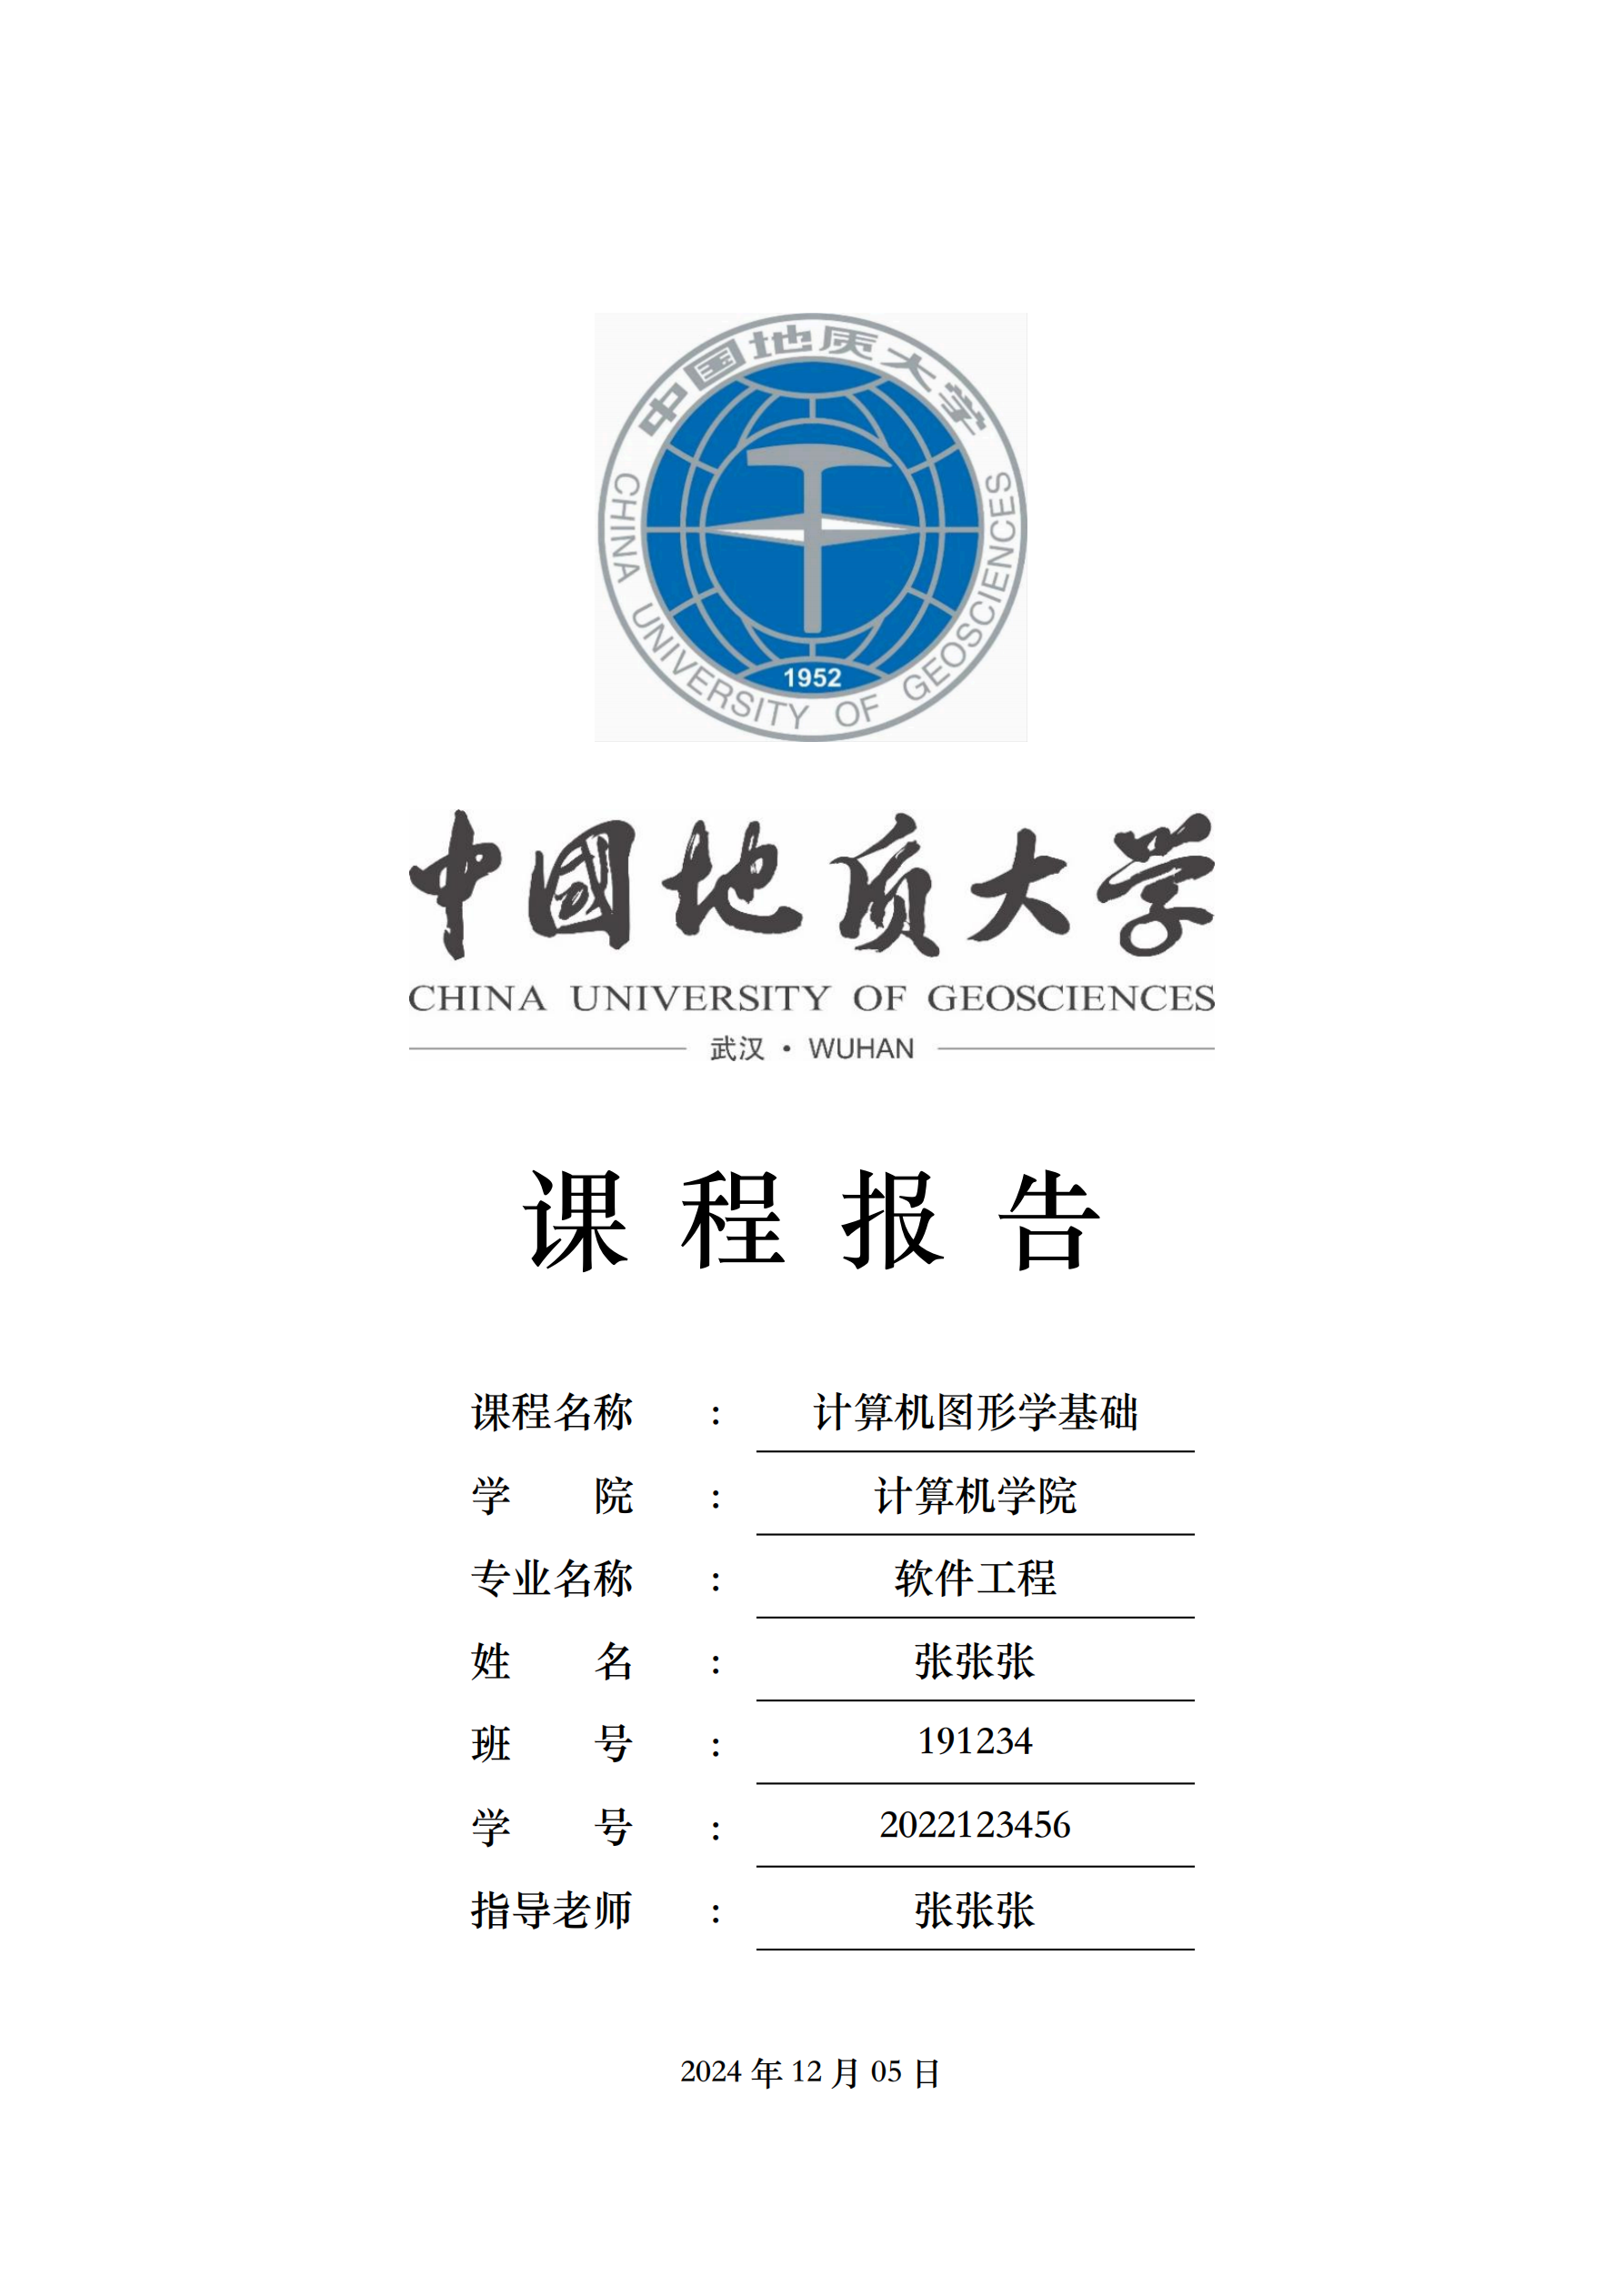 中国地质大学
CHINA UNIVERSITY OF GEOSCIENCES
1952
中國地质大学
CHINA UNIVERSITY OF GEOSCIENCES
武汉 • WUHAN
课 程 报 告
课程名称 : 计算机图形学基础
学 院 : 计算机学院
专业名称 : 软件工程
姓 名 : 张张张
班 号 : 191234
学 号 : 2022123456
指导老师 : 张张张
2024 年 12 月 05 日